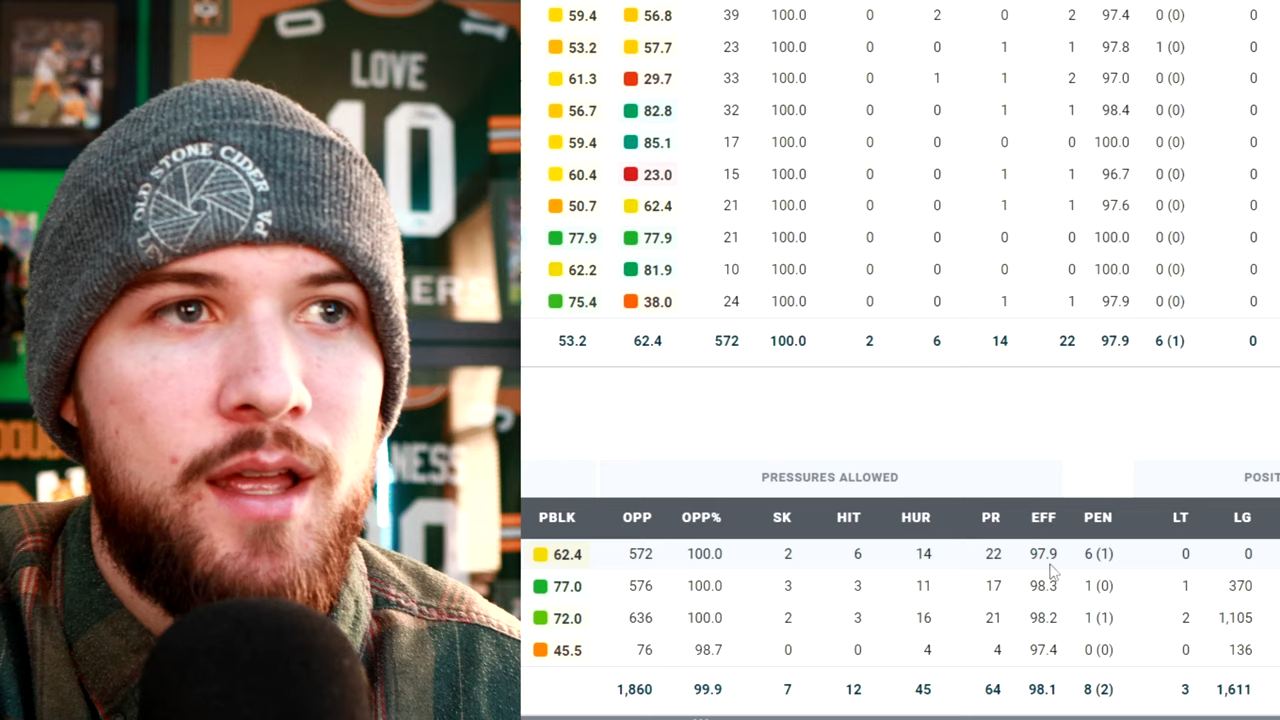 LOVE
10
OLD STONE CIDER
ERS
DOUB
NESS
59.4 56.8 39 100.0 0 2 0 2 97.4 0 (0) 0
53.2 57.7 23 100.0 0 0 1 1 97.8 1 (0) 0
61.3 29.7 33 100.0 0 1 1 2 97.0 0 (0) 0
56.7 82.8 32 100.0 0 0 1 1 98.4 0 (0) 0
59.4 85.1 17 100.0 0 0 0 0 100.0 0 (0) 0
60.4 23.0 15 100.0 0 0 1 1 96.7 0 (0) 0
50.7 62.4 21 100.0 0 0 1 1 97.6 0 (0) 0
77.9 77.9 21 100.0 0 0 0 0 100.0 0 (0) 0
62.2 81.9 10 100.0 0 0 0 0 100.0 0 (0) 0
75.4 38.0 24 100.0 0 0 1 1 97.9 0 (0) 0
53.2 62.4 572 100.0 2 6 14 22 97.9 6 (1) 0
PRESSURES ALLOWED POSIT
PBLK OPP OPP% SK HIT HUR PR EFF PEN LT LG
62.4 572 100.0 2 6 14 22 97.9 6 (1) 0 0
77.0 576 100.0 3 3 11 17 98.3 1 (0) 1 370
72.0 636 100.0 2 3 16 21 98.2 1 (1) 2 1,105
45.5 76 98.7 0 0 4 4 97.4 0 (0) 0 136
1,860 99.9 7 12 45 64 98.1 8 (2) 3 1,611